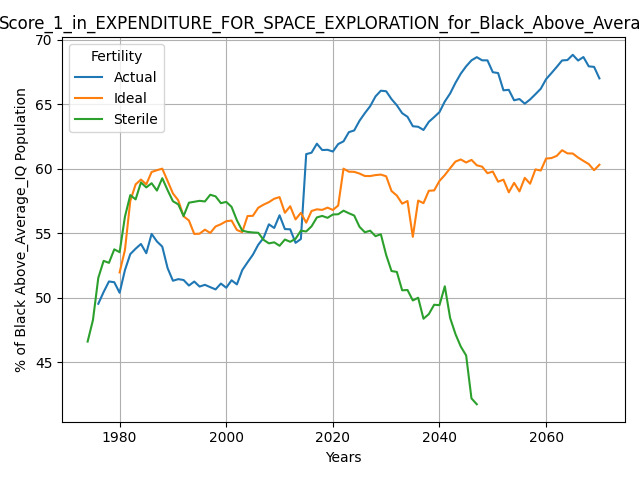 Score_1_in_EXPENDITURE_FOR_SPACE_EXPLORATION_for_Black_Above_Avera
70
65
60
55
50
45
% of Black Above_Average_IQ Population
Fertility
Actual
Ideal
Sterile
1980 2000 2020 2040 2060
Years